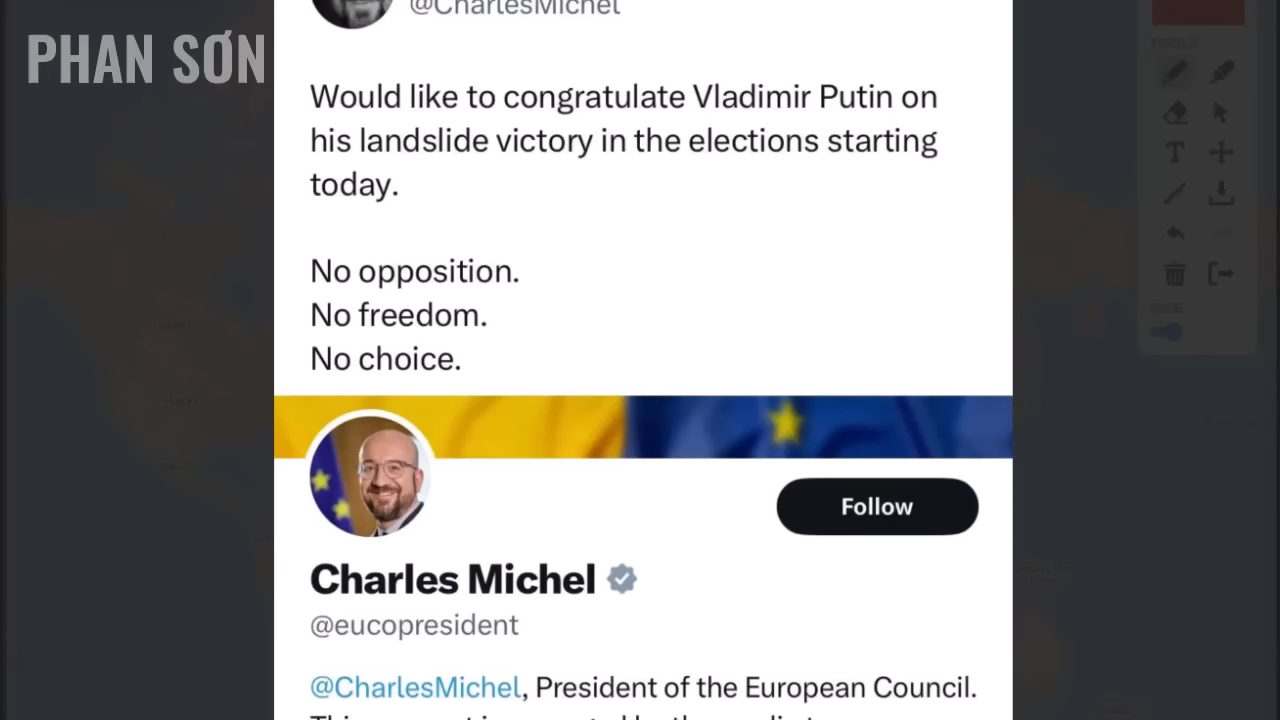 @CharlesMichel
PHAN SƠN
Would like to congratulate Vladimir Putin on
his landslide victory in the elections starting
today.
No opposition.
No freedom.
No choice.
Follow
Charles Michel
@eucopresident
@CharlesMichel, President of the European Council.